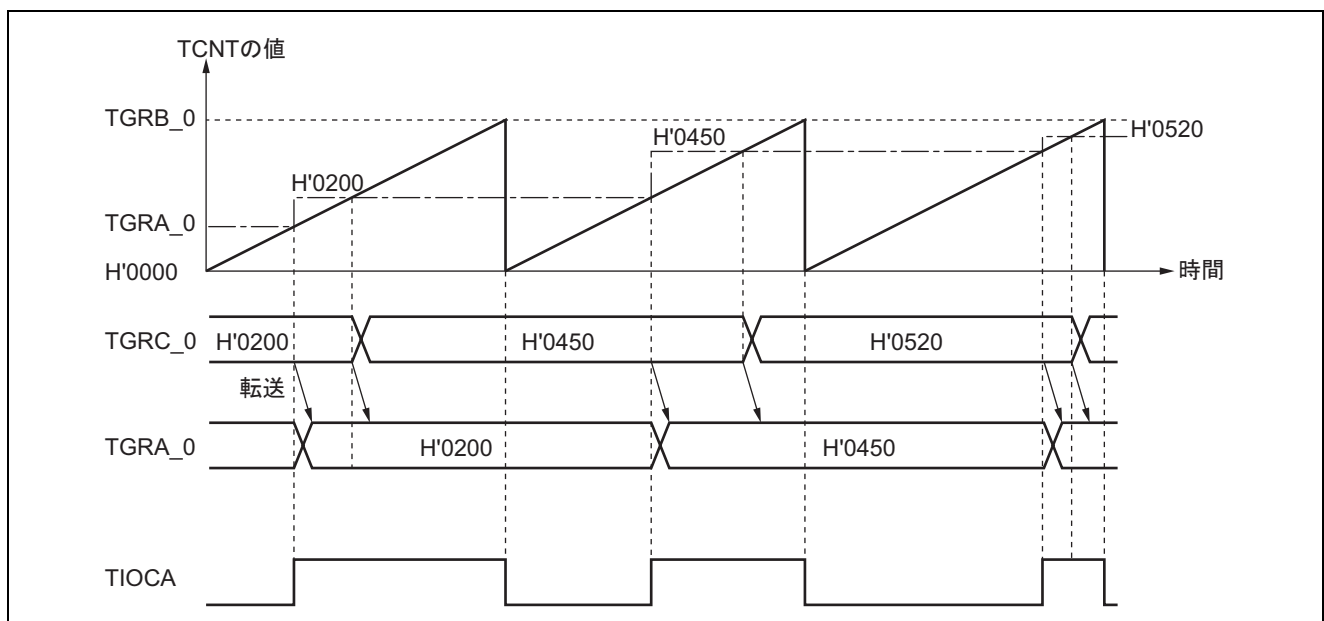 TCNTの値
TGRB_0
H'0520
H'0450
H'0200
TGRA_0
H'0000
時間
TGRC_0 H'0200 H'0450 H'0520
転送
TGRA_0 H'0200 H'0450
TIOCA